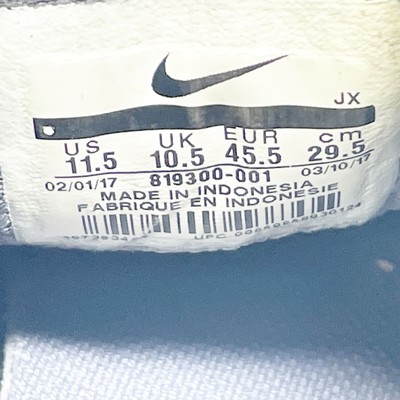 JX
US UK EUR cm
11.5 10.5 45.5 29.5
02/01/17 819300-001 03/10/17
MADE IN INDONESIA
FABRIQUE EN INDONESIE
UPC